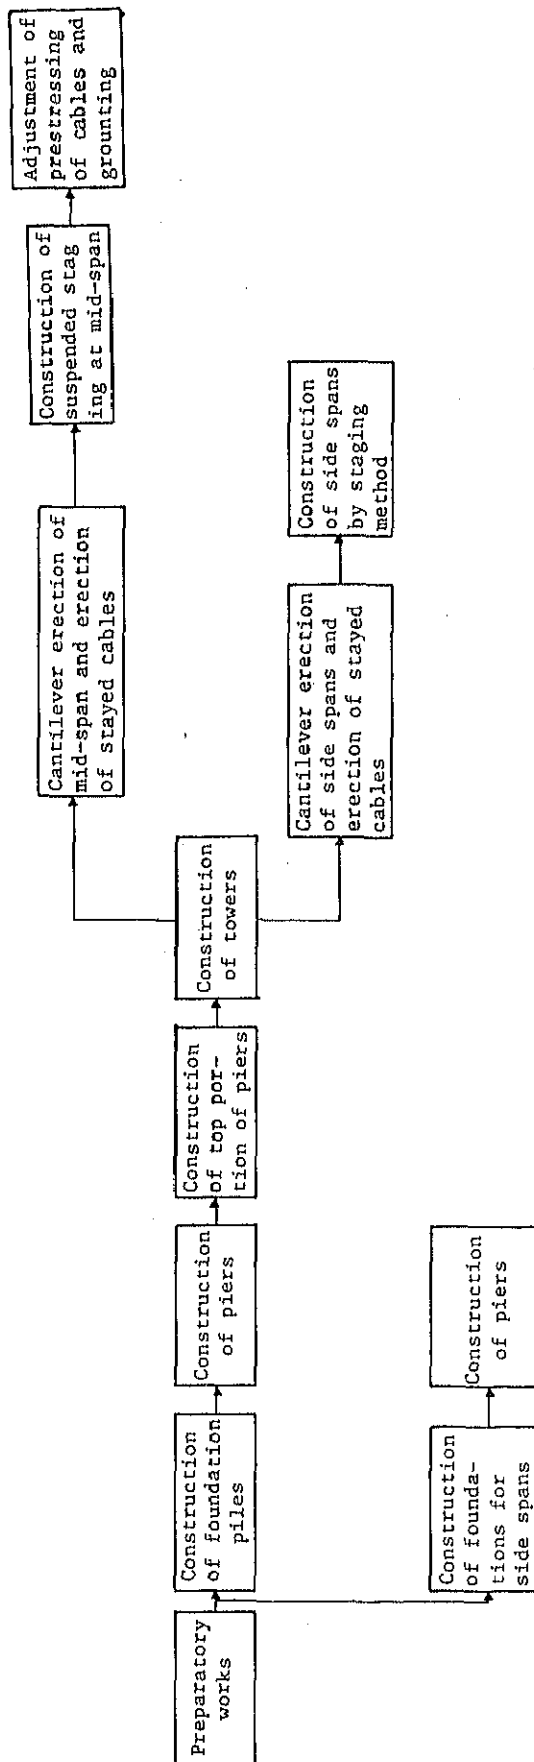 Preparatory
works
Construction
of foundation
piles
Construction
of piers
Construction
of top por-
tion of piers
Construction
of towers
Cantilever erection of
mid-span and erection
of stayed cables
Construction of
suspended stag
ing at mid-span
Adjustment of
prestressing
of cables and
grounting
Cantilever erection
of side spans and
erection of stayed
cables
Construction
of side spans
by staging
method
Construction
of founda-
tions for
side spans
Construction
of piers